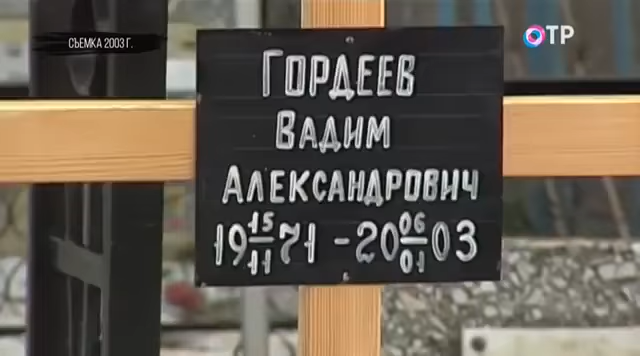 СЪЕМКА 2003 Г.
ОТР
ГОРДЕЕВ
ВАДИМ
АЛЕКСАНДРОВИЧ
19 15/11 71 - 20 06/01 03